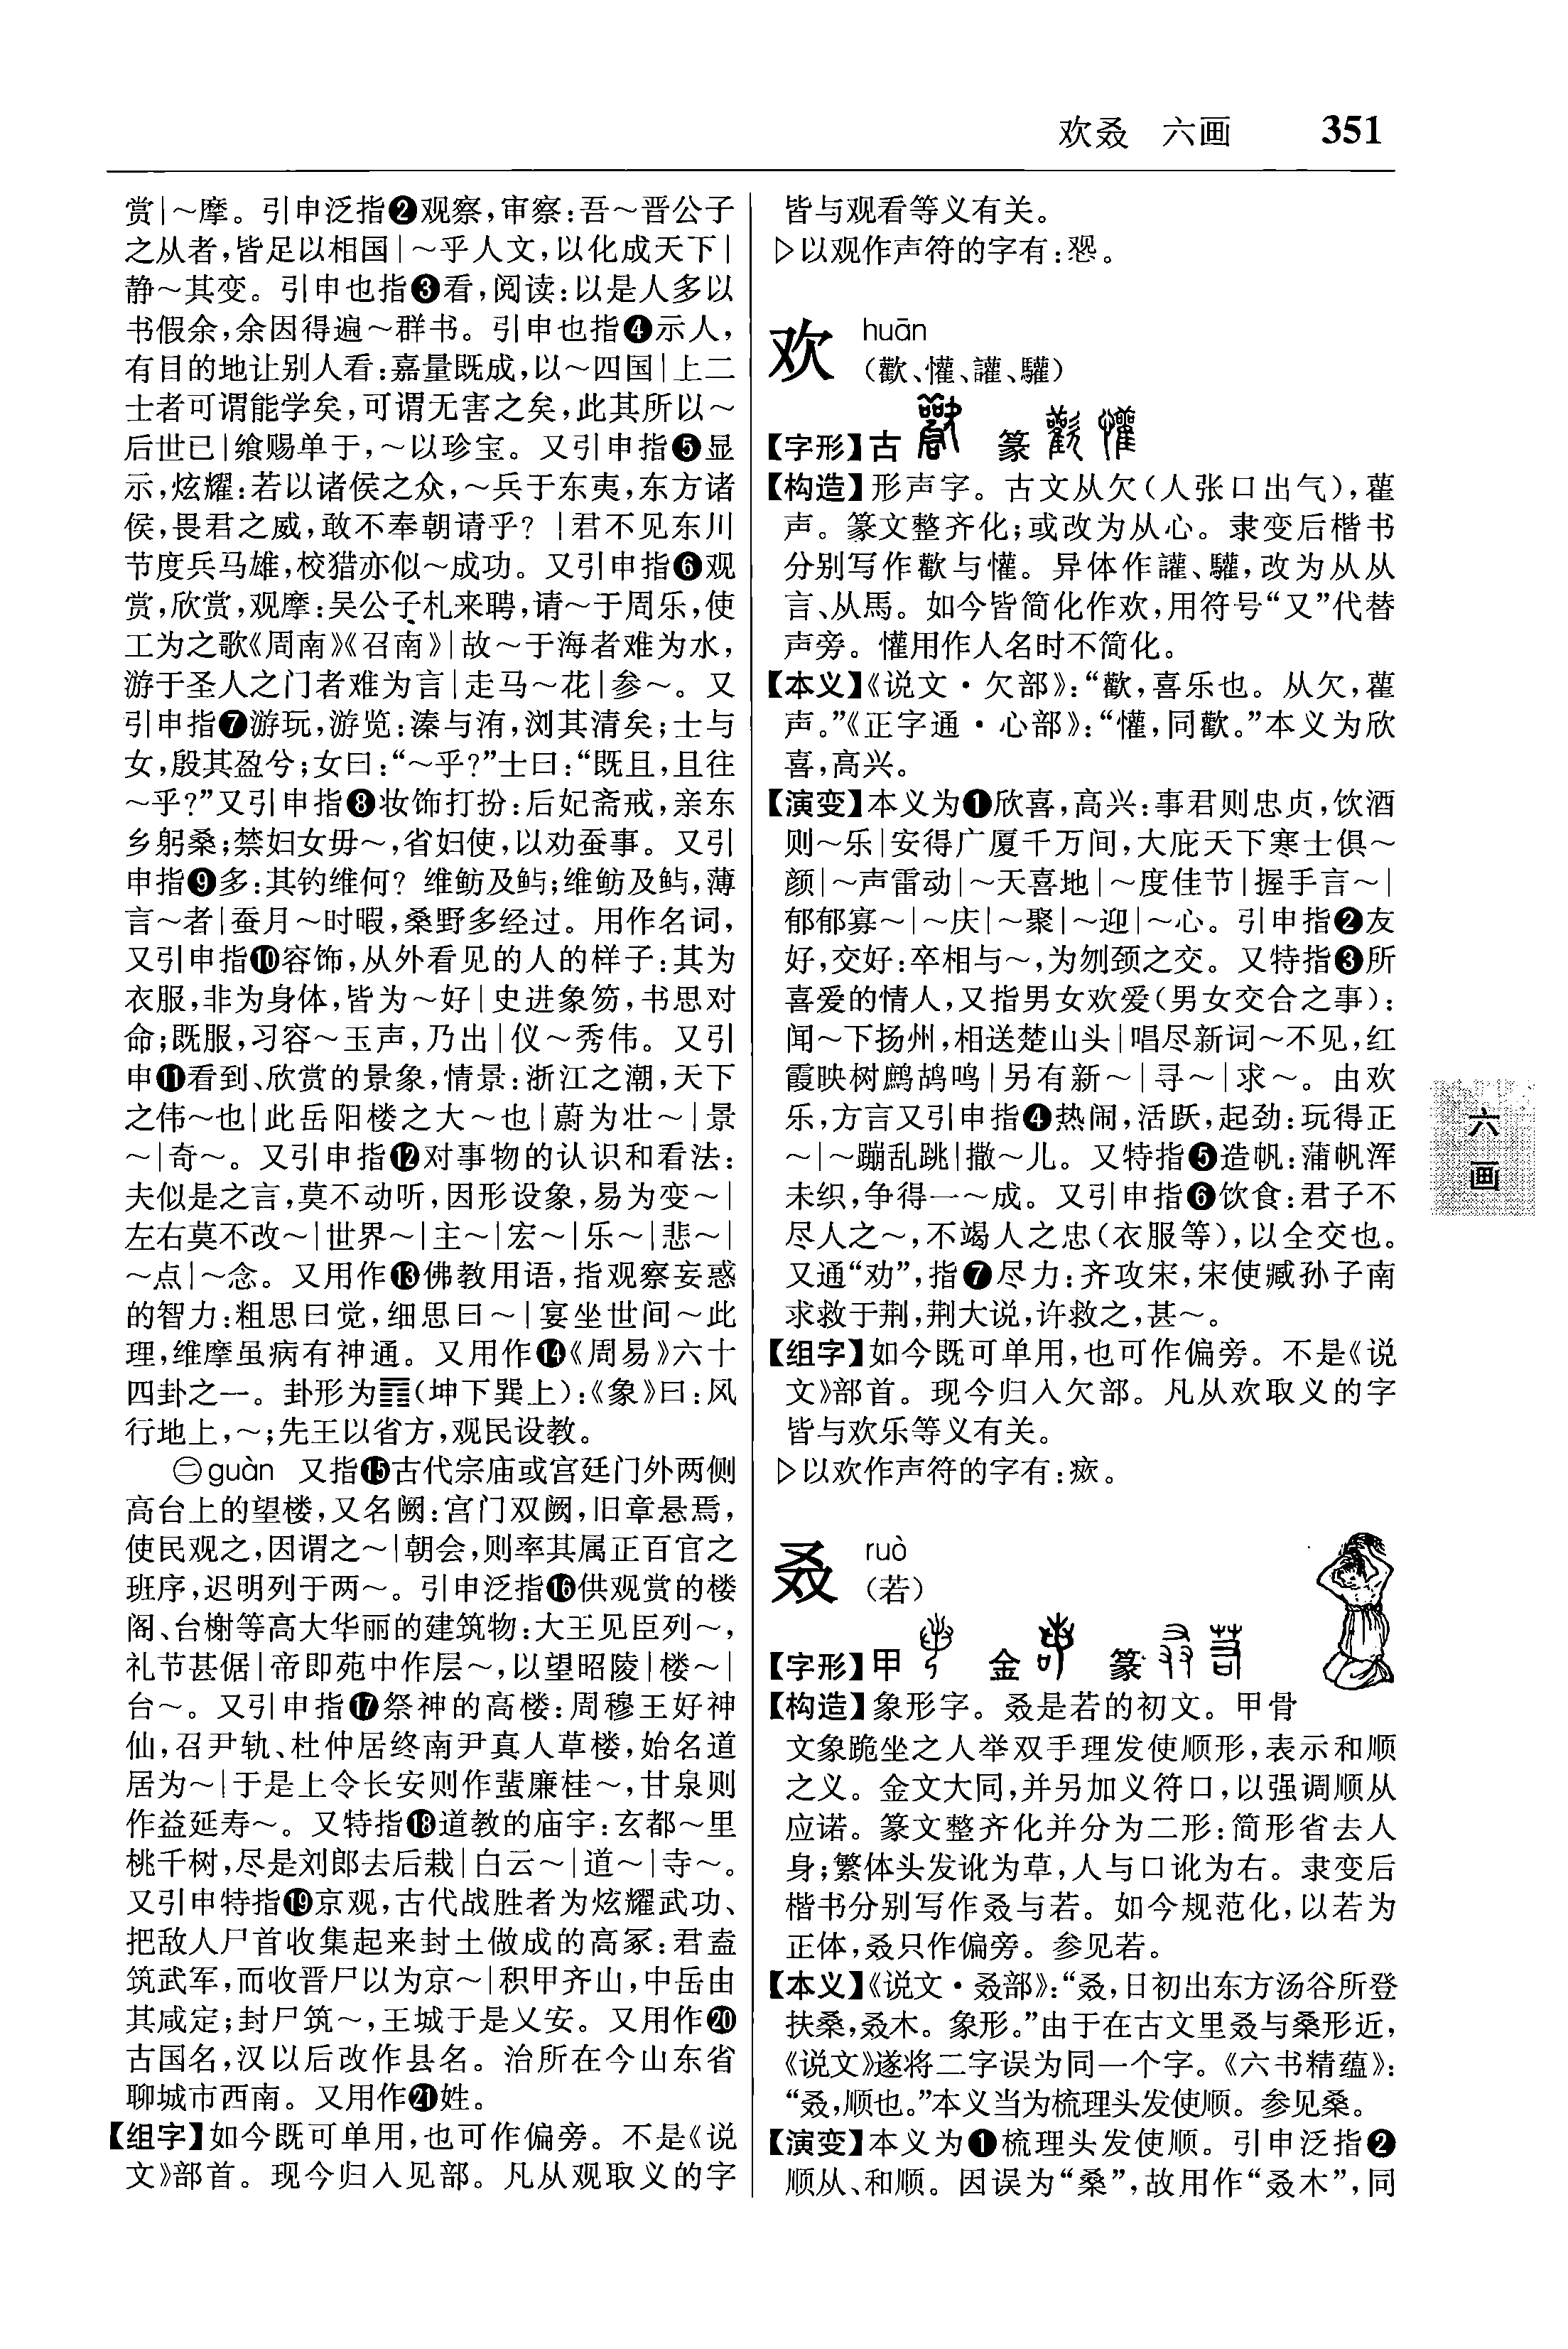 欢叒　六画　351
赏|～摩。引申泛指❷观察,审察:吾～晋公子
之从者,皆足以相国|～乎人文,以化成天下|
静～其变。引申也指❸看,阅读:以是人多以
书假余,余因得遍～群书。引申也指❹示人,
有目的地让别人看:嘉量既成,以～四国|上二
士者可谓能学矣,可谓无害之矣,此其所以～
后世已|飨赐单于,～以珍宝。又引申指❺显
示,炫耀:若以诸侯之众,～兵于东夷,东方诸
侯,畏君之威,敢不奉朝请乎?|君不见东川
节度兵马雄,校猎亦似～成功。又引申指❻观
赏,欣赏,观摩:吴公子札来聘,请～于周乐,使
工为之歌《周南》《召南》|故～于海者难为水,
游于圣人之门者难为言|走马～花|参～。又
引申指❼游玩,游览:溱与洧,浏其清矣;士与
女,殷其盈兮;女曰:“～乎?”士曰:“既且,且往
～乎?”又引申指❽妆饰打扮:后妃斋戒,亲东
乡躬桑;禁妇女毋～,省妇使,以劝蚕事。又引
申指❾多:其钓维何?维鲂及鲉;维鲂及鲉,薄
言～者|蚕月～时暇,桑野多经过。用作名词,
又引申指❿容饰,从外看见的人的样子:其为
衣服,非为身体,皆为～好|史进象笏,书思对
命;既服,习容～玉声,乃出|仪～秀伟。又引
申⓫看到、欣赏的景象,情景:浙江之潮,天下
之伟～也|此岳阳楼之大～也|蔚为壮～|景
～|奇～。又引申指⓬对事物的认识和看法:
夫似是之言,莫不动听,因形设象,易为变～|
左右莫不改～|世界～|主～|宏～|乐～|悲～|
～点|～念。又用作⓭佛教用语,指观察妄惑
的智力:粗思曰觉,细思曰～|宴坐世间～此
理,维摩虽病有神通。又用作⓮《周易》六十
四卦之一。卦形为䷓(坤下巽上):《象》曰:风
行地上,～;先王以省方,观民设教。
㊁guàn　又指⓯古代宗庙或宫廷门外两侧
高台上的望楼,又名阙:宫门双阙,旧章悬焉,
使民观之,因谓之～|朝会,则率其属正百官之
班序,迟明列于两～。引申泛指⓰供观赏的楼
阁、台榭等高大华丽的建筑物:大王见臣列～,
礼节甚倨|帝即苑中作层～,以望昭陵|楼～|
台～。又引申指⓱祭神的高楼:周穆王好神
仙,召尹轨、杜仲居终南尹真人草楼,始名道
居为～|于是上令长安则作蜚廉桂～,甘泉则
作益延寿～。又特指⓲道教的庙宇:玄都～里
桃千树,尽是刘郎去后栽|白云～|道～|寺～。
又引申特指⓳京观,古代战胜者为炫耀武功、
把敌人尸首收集起来封土做成的高冢:君盍
筑武军,而收晋尸以为京～|积甲齐山,中岳由
其咸定;封尸筑～,王城于是乂安。又用作⓴
古国名,汉以后改作县名。治所在今山东省
聊城市西南。又用作㉑姓。
【组字】如今既可单用,也可作偏旁。不是《说
文》部首。现今归入见部。凡从观取义的字
皆与观看等义有关。
▷以观作声符的字有:。
欢　huān
(歡、懽、讙、驩)
【字形】古　篆
【构造】形声字。古文从欠(人张口出气),雚
声。篆文整齐化;或改为从心。隶变后楷书
分别写作歡与懽。异体作讙、驩,改为从从
言、从馬。如今皆简化作欢,用符号“又”代替
声旁。懽用作人名时不简化。
【本义】《说文·欠部》:“歡,喜乐也。从欠,雚
声。”《正字通·心部》:“懽,同歡。”本义为欣
喜,高兴。
【演变】本义为❶欣喜,高兴:事君则忠贞,饮酒
则～乐|安得广厦千万间,大庇天下寒士俱～
颜|～声雷动|～天喜地|～度佳节|握手言～|
郁郁寡～|～庆|～聚|～迎|～心。引申指❷友
好,交好:卒相与～,为刎颈之交。又特指❸所
喜爱的情人,又指男女欢爱(男女交合之事):
闻～下扬州,相送楚山头|唱尽新词～不见,红
霞映树鹧鸪鸣|另有新～|寻～|求～。由欢
乐,方言又引申指❹热闹,活跃,起劲:玩得正
～|～蹦乱跳|撒～儿。又特指❺造帆:蒲帆浑
未织,争得一～成。又引申指❻饮食:君子不
尽人之～,不竭人之忠(衣服等),以全交也。
又通“劝”,指❼尽力:齐攻宋,宋使臧孙子南
求救于荆,荆大说,许救之,甚～。
【组字】如今既可单用,也可作偏旁。不是《说
文》部首。现今归入欠部。凡从欢取义的字
皆与欢乐等义有关。
▷以欢作声符的字有:。
叒　ruò
(若)
【字形】甲　金　篆
【构造】象形字。叒是若的初文。甲骨
文象跪坐之人举双手理发使顺形,表示和顺
之义。金文大同,并另加义符口,以强调顺从
应诺。篆文整齐化并分为二形:简形省去人
身;繁体头发讹为草,人与口讹为右。隶变后
楷书分别写作叒与若。如今规范化,以若为
正体,叒只作偏旁。参见若。
【本义】《说文·叒部》:“叒,日初出东方汤谷所登
扶桑,叒木。象形。”由于在古文里叒与桑形近,
《说文》遂将二字误为同一个字。《六书精蕴》:
“叒,顺也。”本义当为梳理头发使顺。参见桑。
【演变】本义为❶梳理头发使顺。引申泛指❷
顺从、和顺。因误为“桑”,故用作“叒木”,同
六
画